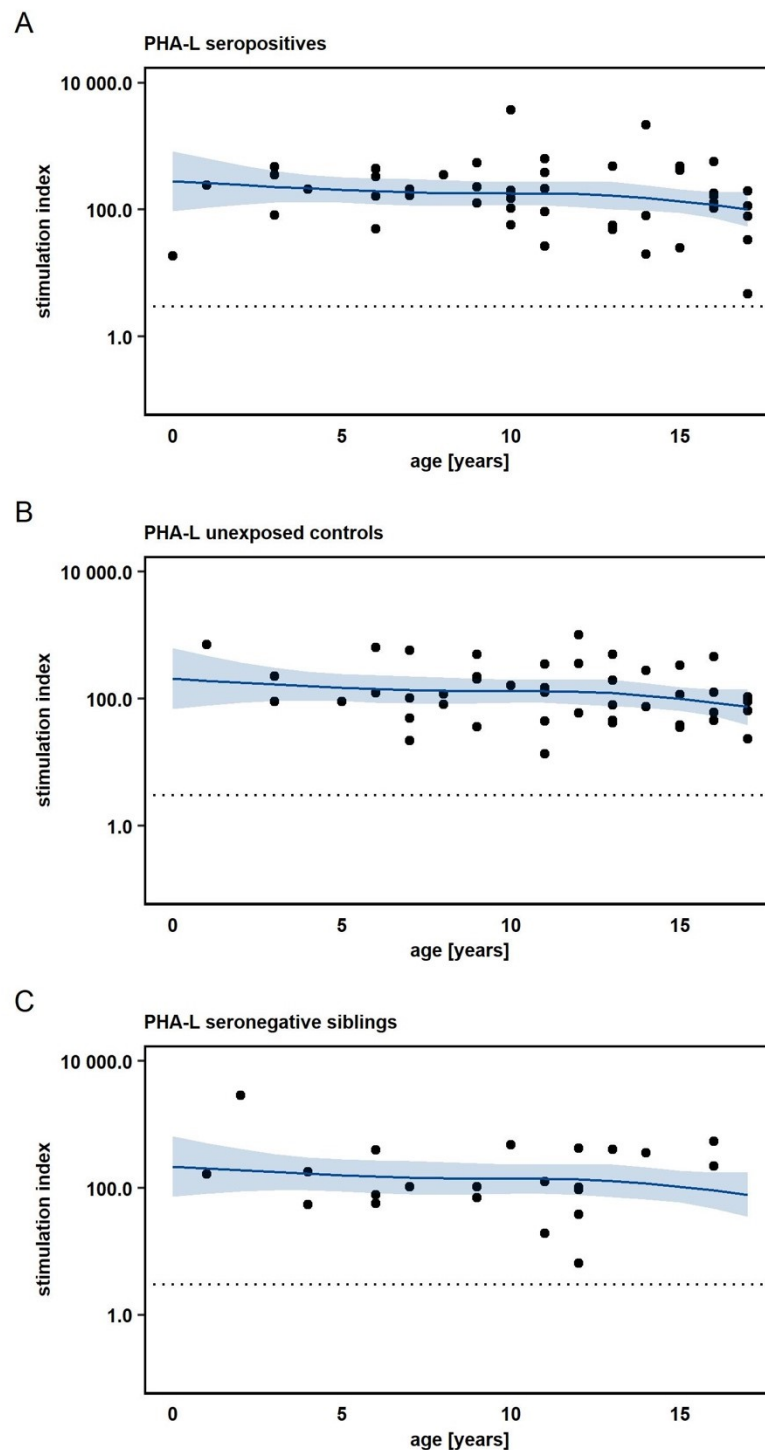 A
PHA-L seropositives
10 000.0
100.0
1.0
stimulation index
0 5 10 15
age [years]
B
PHA-L unexposed controls
10 000.0
100.0
1.0
stimulation index
0 5 10 15
age [years]
C
PHA-L seronegative siblings
10 000.0
100.0
1.0
stimulation index
0 5 10 15
age [years]